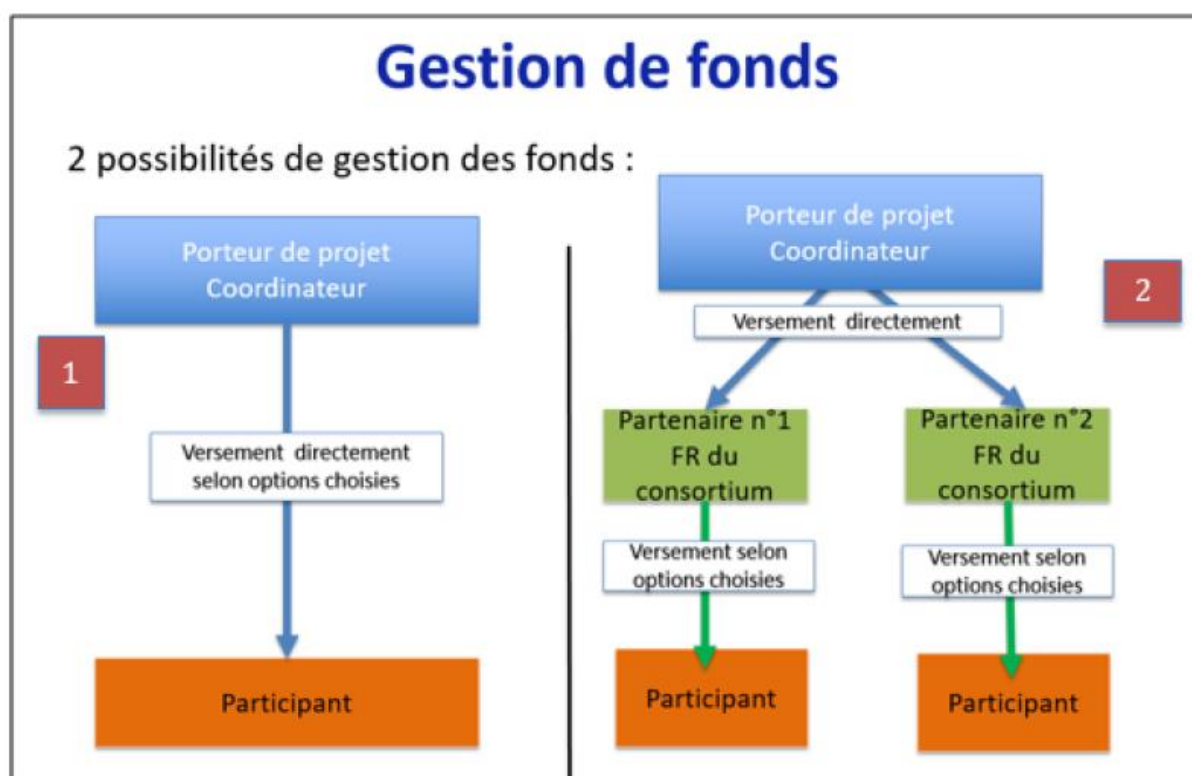 Gestion de fonds
2 possibilités de gestion des fonds :
Porteur de projet
Coordinateur
1
Versement directement
selon options choisies
Participant
Porteur de projet
Coordinateur
2
Versement directement
Partenaire n°1
FR du
consortium
Partenaire n°2
FR du
consortium
Versement selon
options choisies
Versement selon
options choisies
Participant
Participant